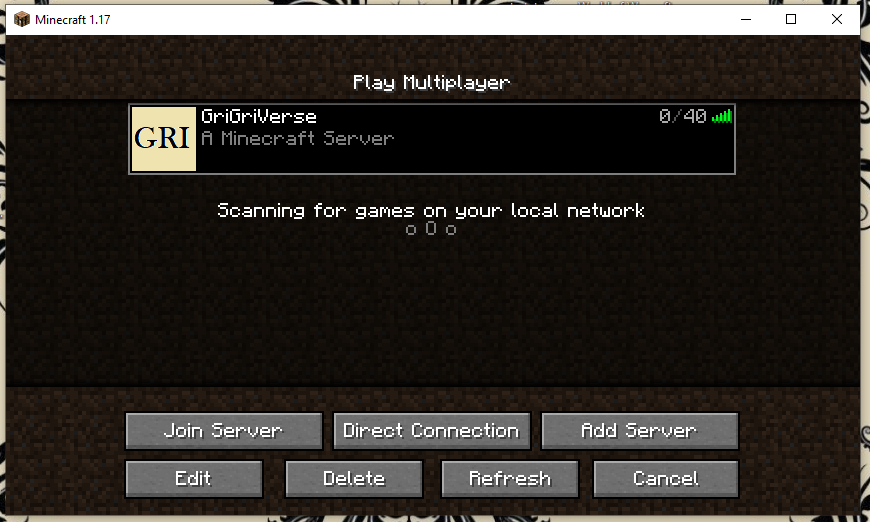 Minecraft 1.17
Play Multiplayer
GriGriVerse 0/40
GRI
A Minecraft Server
Scanning for games on your local network
o O o
Join Server Direct Connection Add Server
Edit Delete Refresh Cancel